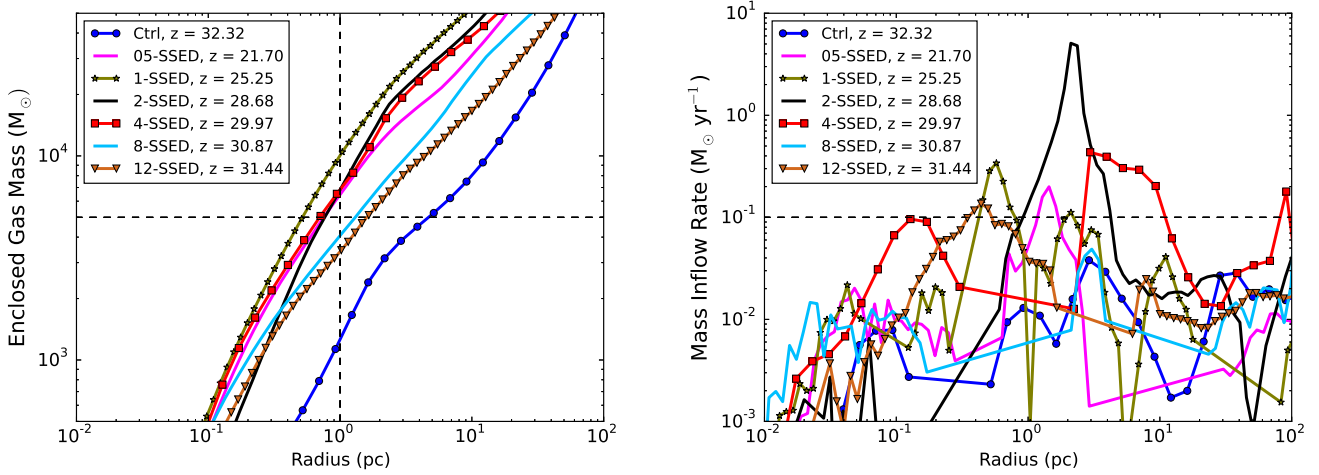 Enclosed Gas Mass (M☉)
10⁴
10³
Ctrl, z = 32.32
05-SSED, z = 21.70
1-SSED, z = 25.25
2-SSED, z = 28.68
4-SSED, z = 29.97
8-SSED, z = 30.87
12-SSED, z = 31.44
10⁻² 10⁻¹ 10⁰ 10¹ 10²
Radius (pc)
Mass Inflow Rate (M☉ yr⁻¹)
10¹
10⁰
10⁻¹
10⁻²
10⁻³
Ctrl, z = 32.32
05-SSED, z = 21.70
1-SSED, z = 25.25
2-SSED, z = 28.68
4-SSED, z = 29.97
8-SSED, z = 30.87
12-SSED, z = 31.44
10⁻² 10⁻¹ 10⁰ 10¹ 10²
Radius (pc)